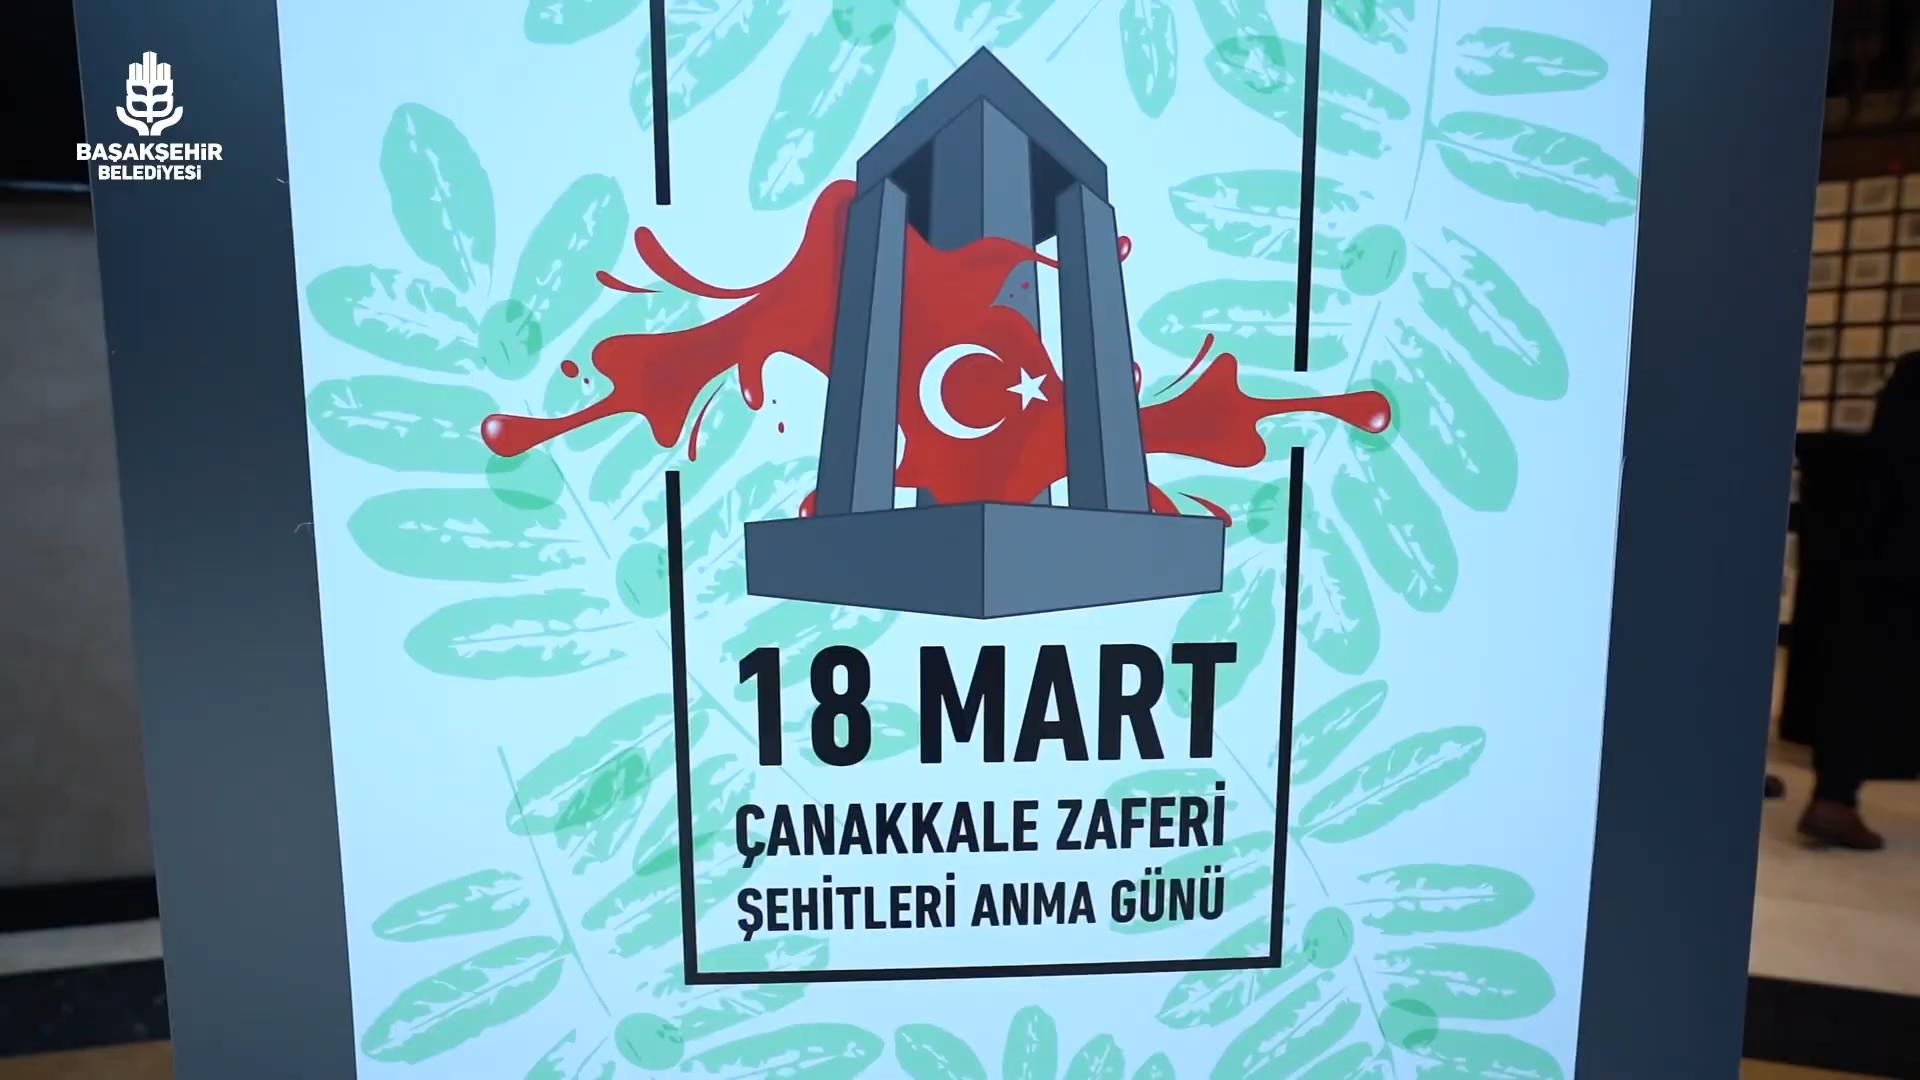 BAŞAKŞEHİR
BELEDİYESİ
18 MART
ÇANAKKALE ZAFERİ
ŞEHİTLERİ ANMA GÜNÜ